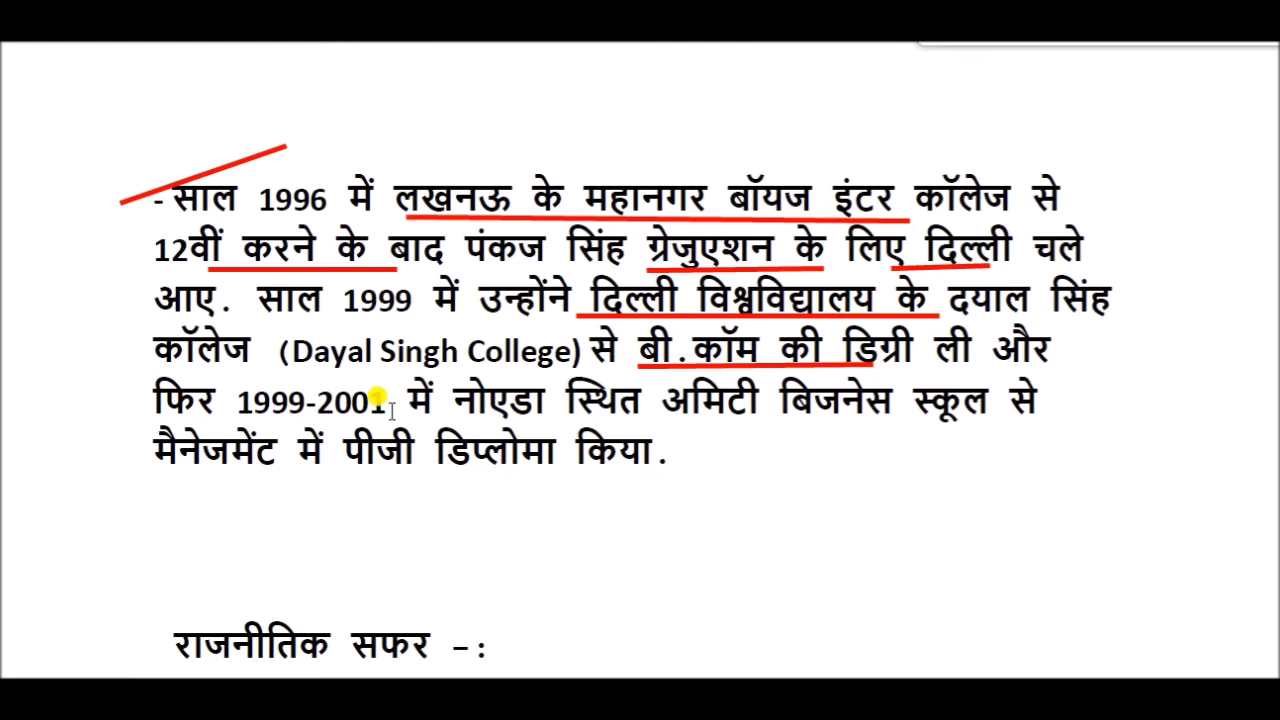 - साल 1996 में लखनऊ के महानगर बॉयज इंटर कॉलेज से
12वीं करने के बाद पंकज सिंह ग्रेजुएशन के लिए दिल्ली चले
आए. साल 1999 में उन्होंने दिल्ली विश्वविद्यालय के दयाल सिंह
कॉलेज (Dayal Singh College) से बी.कॉम की डिग्री ली और
फिर 1999-2001 में नोएडा स्थित अमिटी बिजनेस स्कूल से
मैनेजमेंट में पीजी डिप्लोमा किया.
राजनीतिक सफर –: